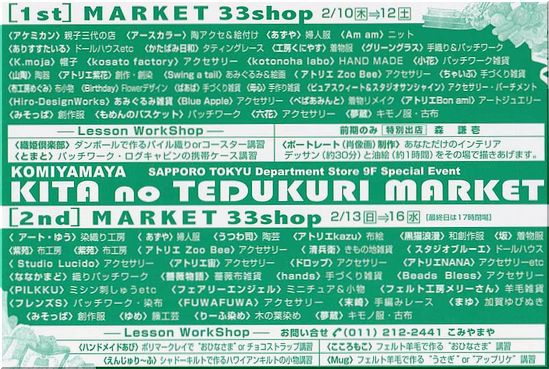 [1st] MARKET 33shop 2/10木⇒12土
〈アケミカン〉親子三代の店 〈アースカラー〉陶アクセ＆絵付け 〈あずや〉婦人服 〈Am am〉ニット
〈ありすすたいる〉ドールハウスetc 〈かたばみ日和〉タティングレース 〈工房くにやす〉着物服 〈グリーングラス〉手織り＆パッチワーク
〈K.moja〉帽子 〈kosato factory〉アクセサリー 〈kotonoha labo〉HAND MADE 〈小花〉パッチワーク雑貨
〈山陶〉陶器 〈アトリエ紫花〉創作・創染 〈Swing a tail〉あみぐるみ＆絵画 〈アトリエ Zoo Bee〉アクセサリー 〈ちゃいぷ〉手づくり雑貨
〈布工房めぐみ〉布小物 〈Birthday〉Flowerデザイン 〈ばあば〉手づくり雑貨 〈苺心〉手作り雑貨 〈ピュアスウィート＆スタジオサンシャイン〉アクセサリー・パーチメント
〈Hiro-DesignWorks〉あみぐるみ雑貨 〈Blue Apple〉アクセサリー 〈べばあみんと〉着物リメイク 〈アトリエBon ami〉アートジュエリー
〈みそっぱ〉創作服 〈もめんのバスケット〉パッチワーク 〈六花〉アクセサリー 〈夢蔵〉キモノ服・古布
Lesson WorkShop
前期のみ 特別出店 森 謙壱
〈織姫倶楽部〉ダンボールで作るパイル織りorコースター講習
〈とまと〉パッチワーク・ログキャビンの携帯ケース講習
〈ポートレート(肖像画)制作〉あなただけのインテリア
デッサン(約30分)と油絵(約1時間)をその場で描きあげます。
KOMIYAMAYA SAPPORO TOKYU Department Store 9F Special Event
KITA no TEDUKURI MARKET
[2nd] MARKET 33shop 2/13日⇒16水 [最終日は17時閉場]
〈アート・ゆう〉染織り工房 〈あずや〉婦人服 〈うつわ司〉陶芸 〈アトリエkazu〉布絵 〈黒猫浪漫〉和創作服 〈坂〉着物服
〈紫苑〉布工房 〈アトリエ Zoo Bee〉アクセサリー 〈清兵衛〉きもの地雑貨 〈スタジオブルーエ〉ドールハウス
〈Studio Lucido〉アクセサリー 〈アトリエ宙〉アクセサリー 〈ドロップ〉アクセサリー 〈アトリエNANA〉アクセサリーetc
〈ななかまど〉織りパッチワーク 〈薔薇物語〉薔薇布雑貨 〈hands〉手づくり雑貨 〈Beads Bless〉アクセサリー
〈PILKKU〉ミシン刺しゅうetc 〈フェアリーエンジェル〉ミニチュア＆小物 〈フェルト工房メリーさん〉羊毛雑貨
〈フレンズS〉パッチワーク・染布 〈FUWAFUWA〉アクセサリー 〈末崎〉手編みレース 〈まゆ〉加賀ゆびぬき
〈みそっぱ〉創作服 〈ゆめ〉籐工芸 〈りーふ染め〉木の葉染め 〈夢蔵〉キモノ服・古布
Lesson WorkShop お問い合せ (011) 212-2441 こみやまや
〈ハンドメイドあび〉ポリマークレイで"おひなさま"orチョコストラップ講習
〈こころもこ〉フェルト羊毛で作る "おひなさま" 講習
〈えんじゅり〜ふ〉シャドーキルトで作るハワイアンキルトの小物講習
〈Mug〉フェルト羊毛で作る"うさぎ"or"アップリケ"講習